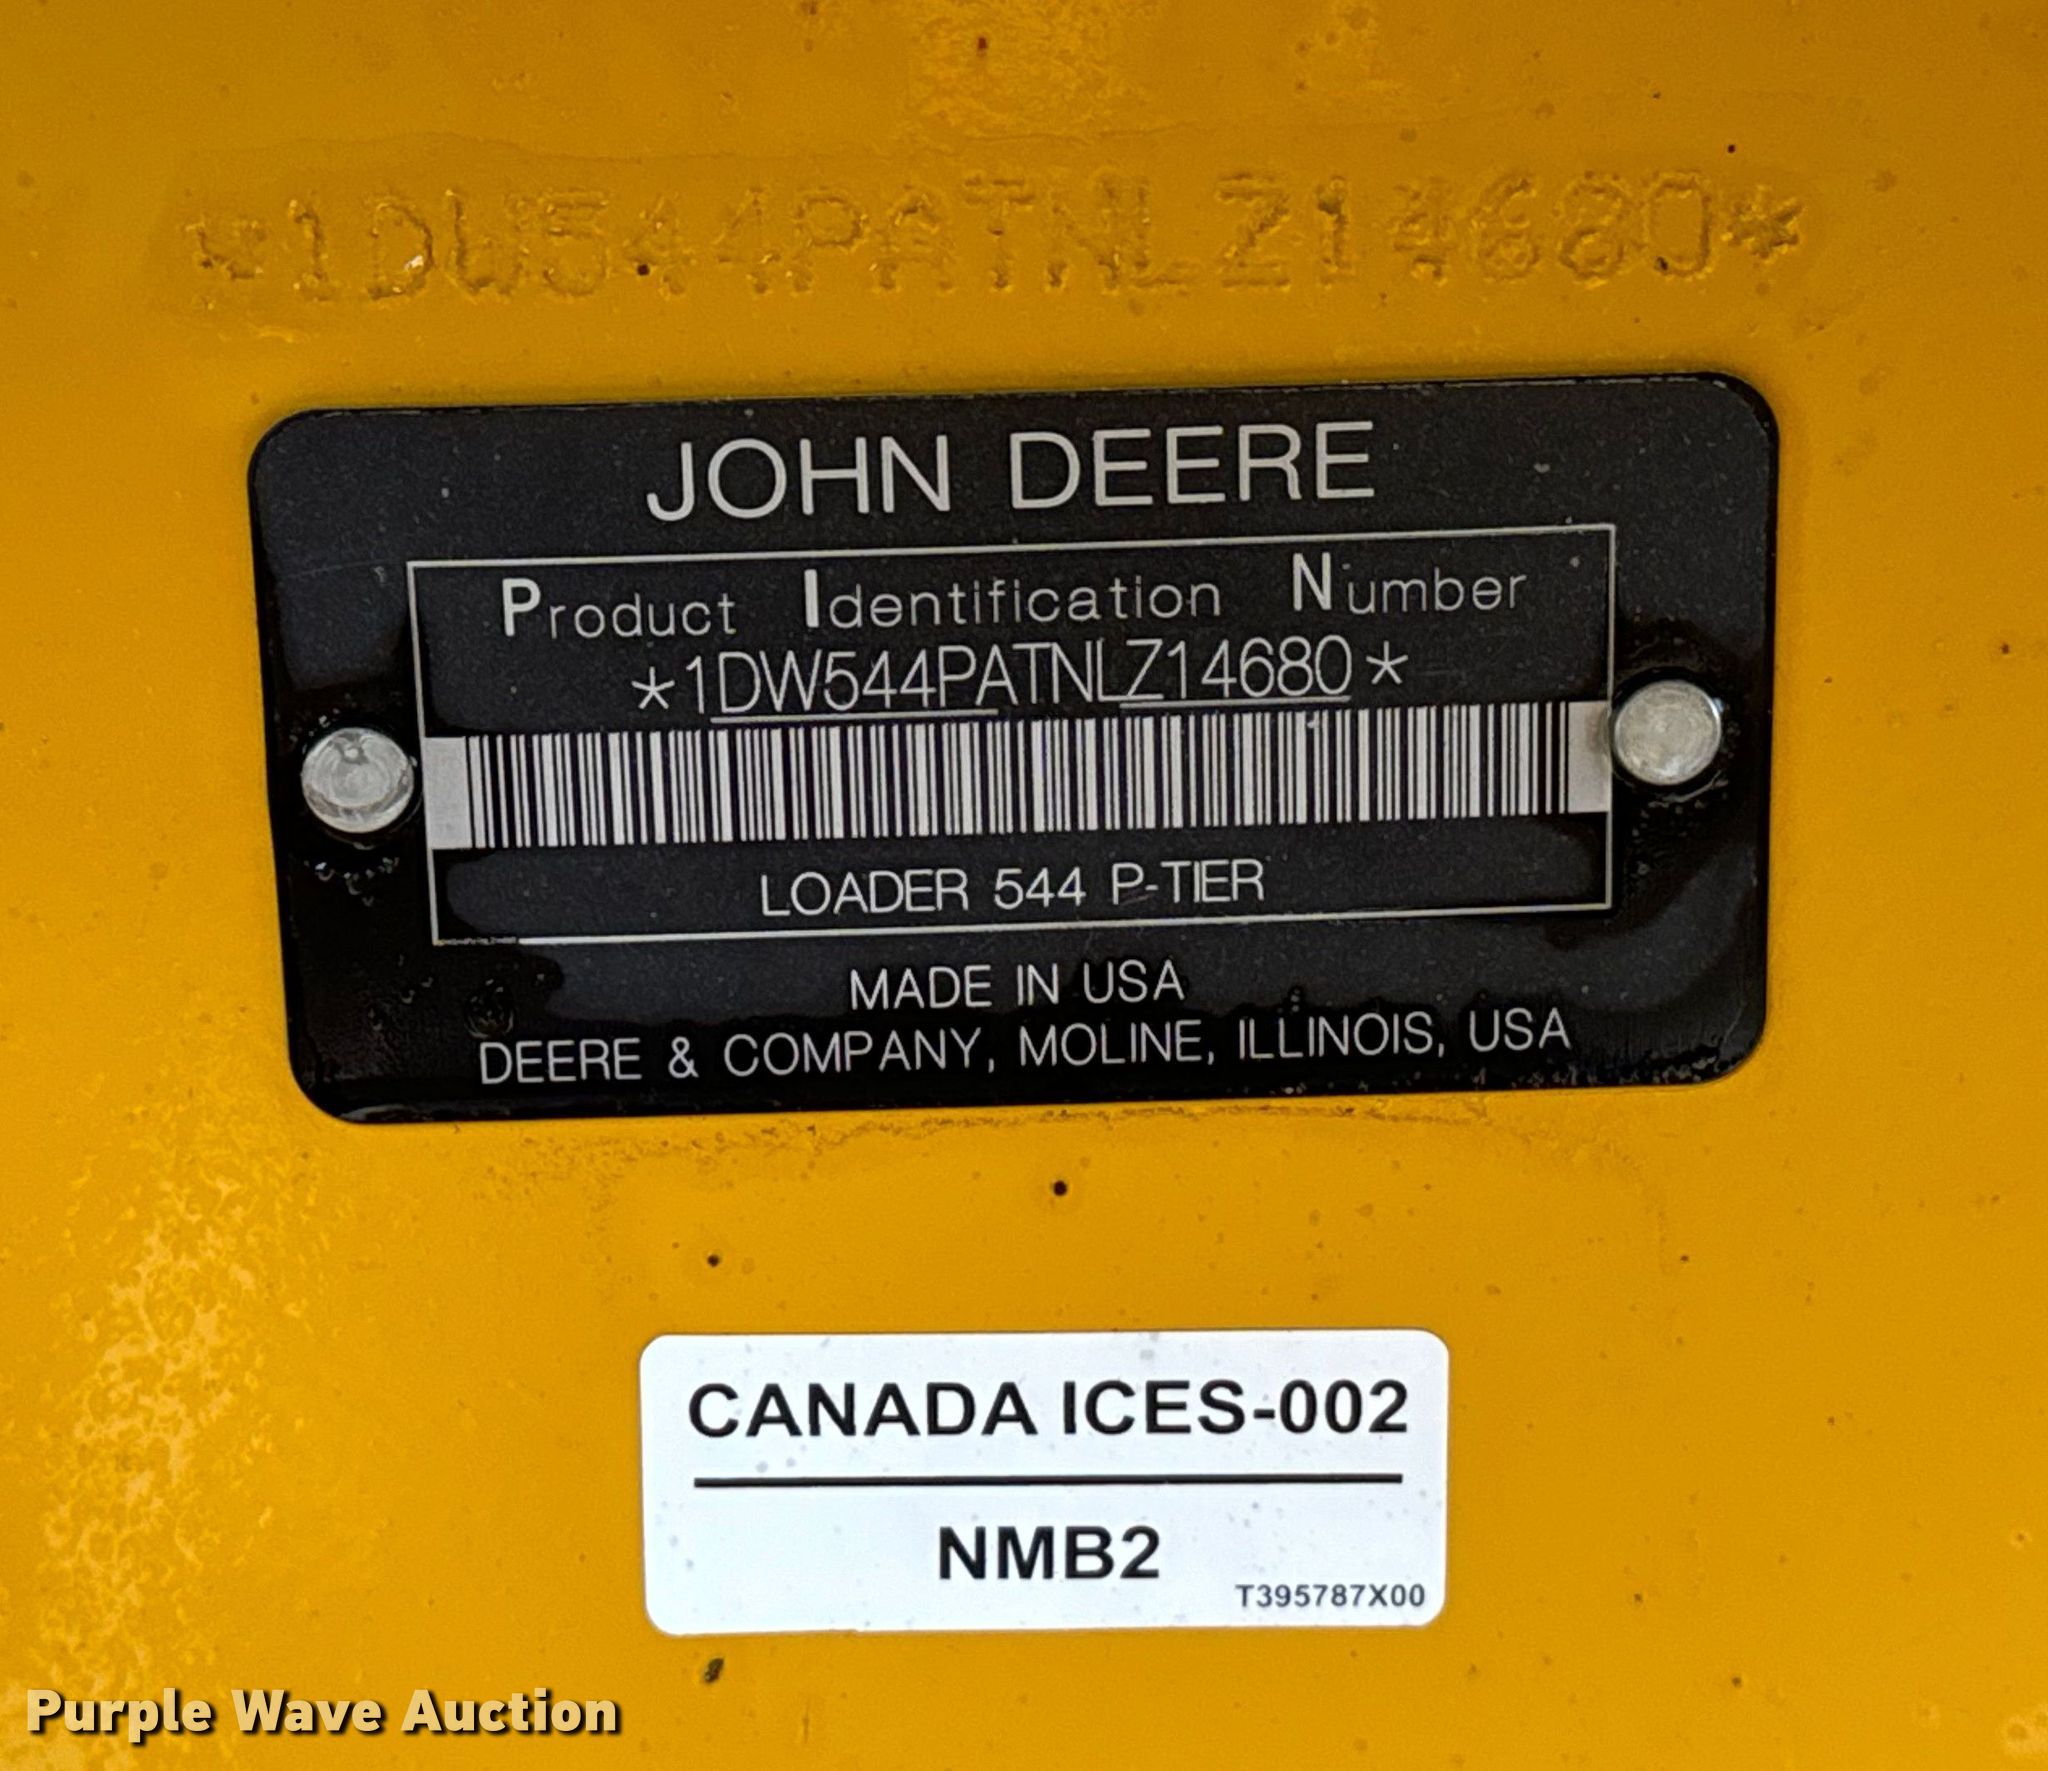 *1DW544PATNLZ14680*
JOHN DEERE
Product Identification Number
*1DW544PATNLZ14680*
LOADER 544 P-TIER
MADE IN USA
DEERE & COMPANY, MOLINE, ILLINOIS, USA
CANADA ICES-002
NMB2
T395787X00
Purple Wave Auction